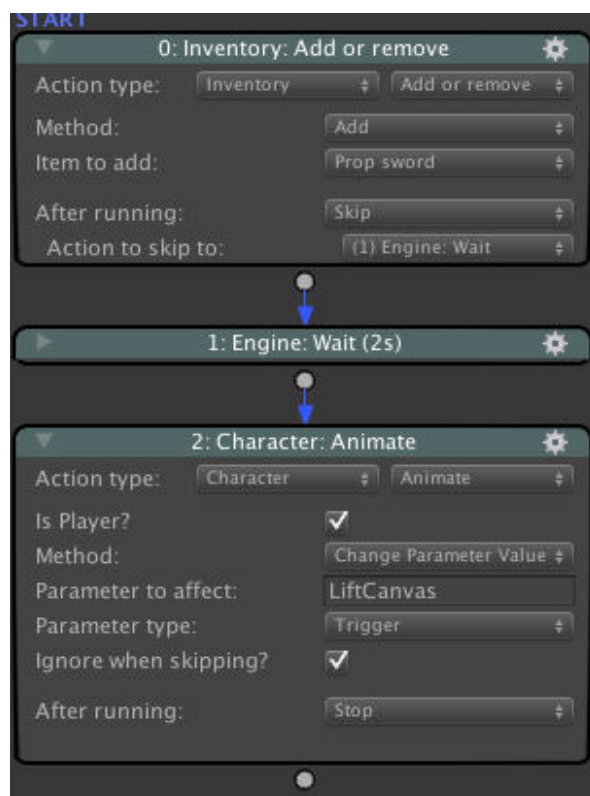 START
0: Inventory: Add or remove
Action type: Inventory Add or remove
Method: Add
Item to add: Prop sword
After running: Skip
Action to skip to: (1) Engine: Wait
1: Engine: Wait (2s)
2: Character: Animate
Action type: Character Animate
Is Player?
Method: Change Parameter Value
Parameter to affect: LiftCanvas
Parameter type: Trigger
Ignore when skipping?
After running: Stop